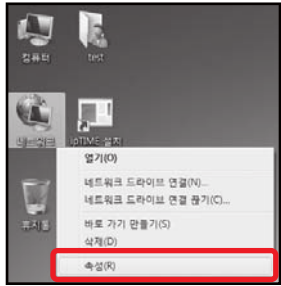 컴퓨터
test
네트워크
ipTIME 설치
휴지통
열기(O)
네트워크 드라이브 연결(N)...
네트워크 드라이브 연결 끊기(C)...
바로 가기 만들기(S)
삭제(D)
속성(R)